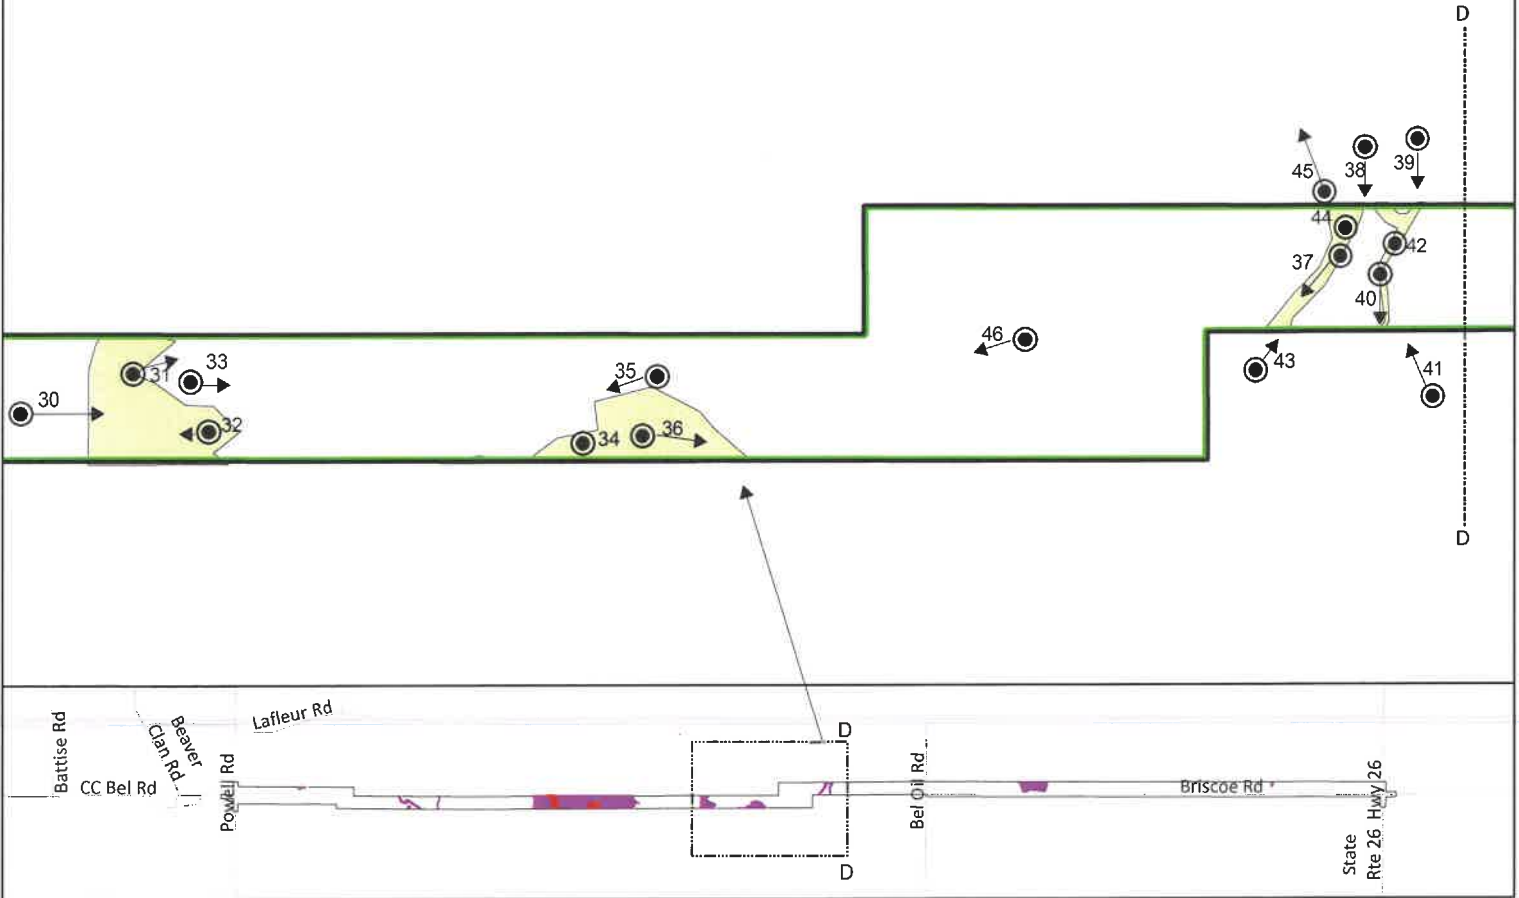 D
45
38
39
44
42
37
40
46
43
41
33
31
35
30
32
34
36
D
Lafleur Rd
Battise Rd
Beaver
Clan Rd
D
CC Bel Rd
Powell Rd
Bel Oil Rd
Briscoe Rd
State
Rte 26 Hwy 26
D